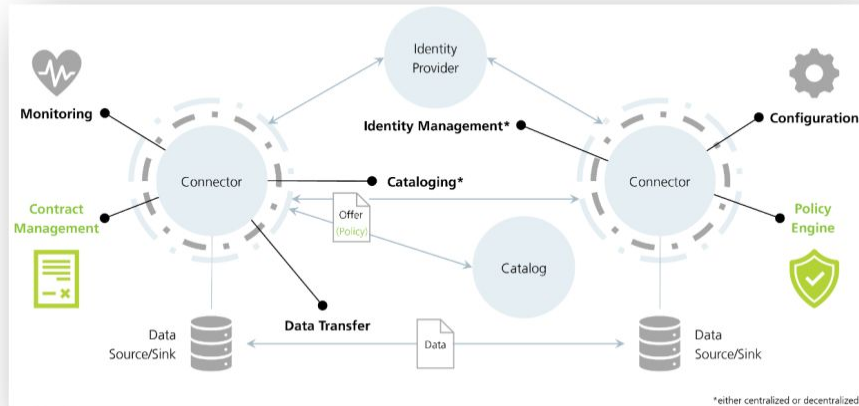 Identity
Provider
Monitoring
Identity Management*
Configuration
Connector
Cataloging*
Connector
Contract
Management
Offer
(Policy)
Policy
Engine
Catalog
Data Transfer
Data
Source/Sink
Data
Data
Source/Sink
*either centralized or decentralized